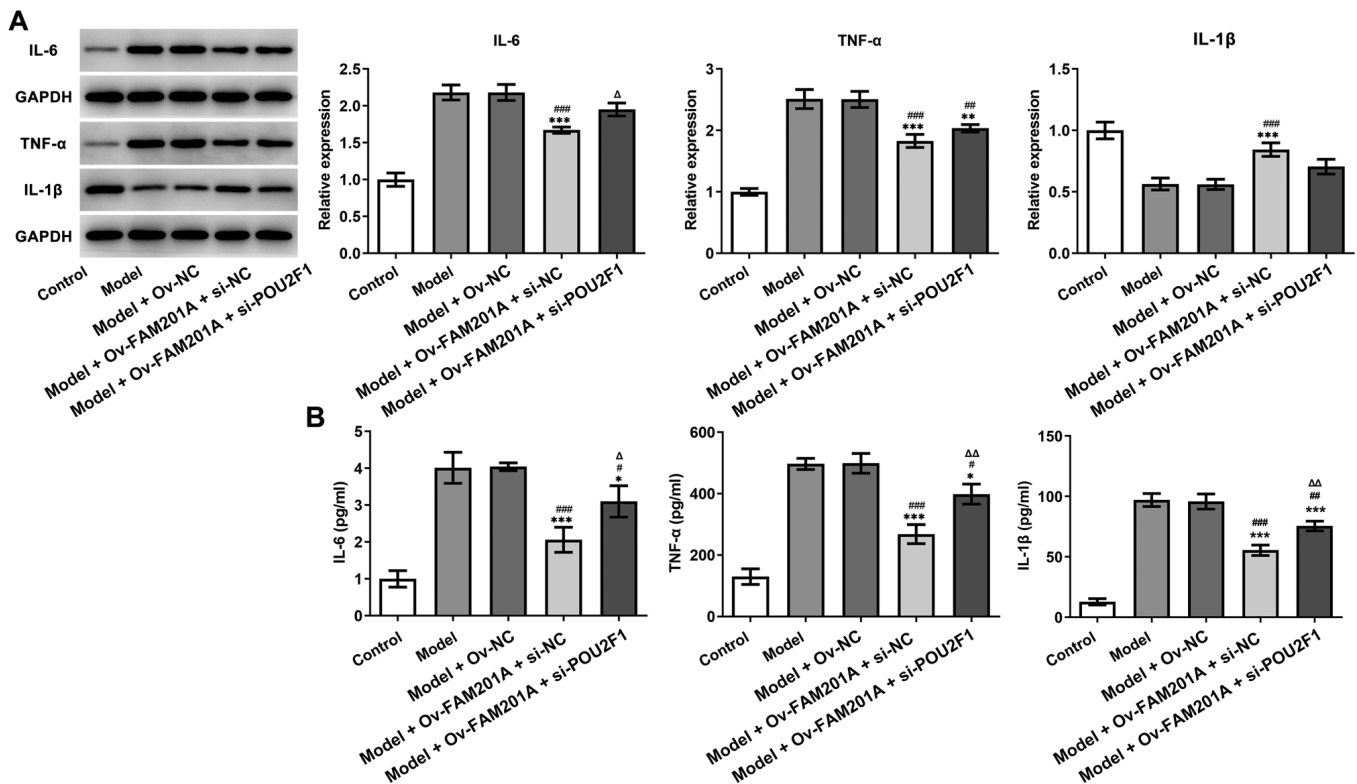 A
IL-6
GAPDH
TNF-α
IL-1β
GAPDH
Control
Model
Model + Ov-NC
Model + Ov-FAM201A + si-NC
Model + Ov-FAM201A + si-POU2F1
IL-6
Relative expression
2.5
2.0
1.5
1.0
0.5
0.0
###
***
Δ
Control
Model
Model + Ov-NC
Model + Ov-FAM201A + si-NC
Model + Ov-FAM201A + si-POU2F1
TNF-α
Relative expression
3
2
1
0
###
***
##
**
Control
Model
Model + Ov-NC
Model + Ov-FAM201A + si-NC
Model + Ov-FAM201A + si-POU2F1
IL-1β
Relative expression
1.5
1.0
0.5
0.0
###
***
Control
Model
Model + Ov-NC
Model + Ov-FAM201A + si-NC
Model + Ov-FAM201A + si-POU2F1
B
IL-6 (pg/ml)
5
4
3
2
1
0
###
***
Δ
#
*
Control
Model
Model + Ov-NC
Model + Ov-FAM201A + si-NC
Model + Ov-FAM201A + si-POU2F1
TNF-α (pg/ml)
600
400
200
0
###
***
ΔΔ
#
*
Control
Model
Model + Ov-NC
Model + Ov-FAM201A + si-NC
Model + Ov-FAM201A + si-POU2F1
IL-1β (pg/ml)
150
100
50
0
###
***
ΔΔ
##
***
Control
Model
Model + Ov-NC
Model + Ov-FAM201A + si-NC
Model + Ov-FAM201A + si-POU2F1